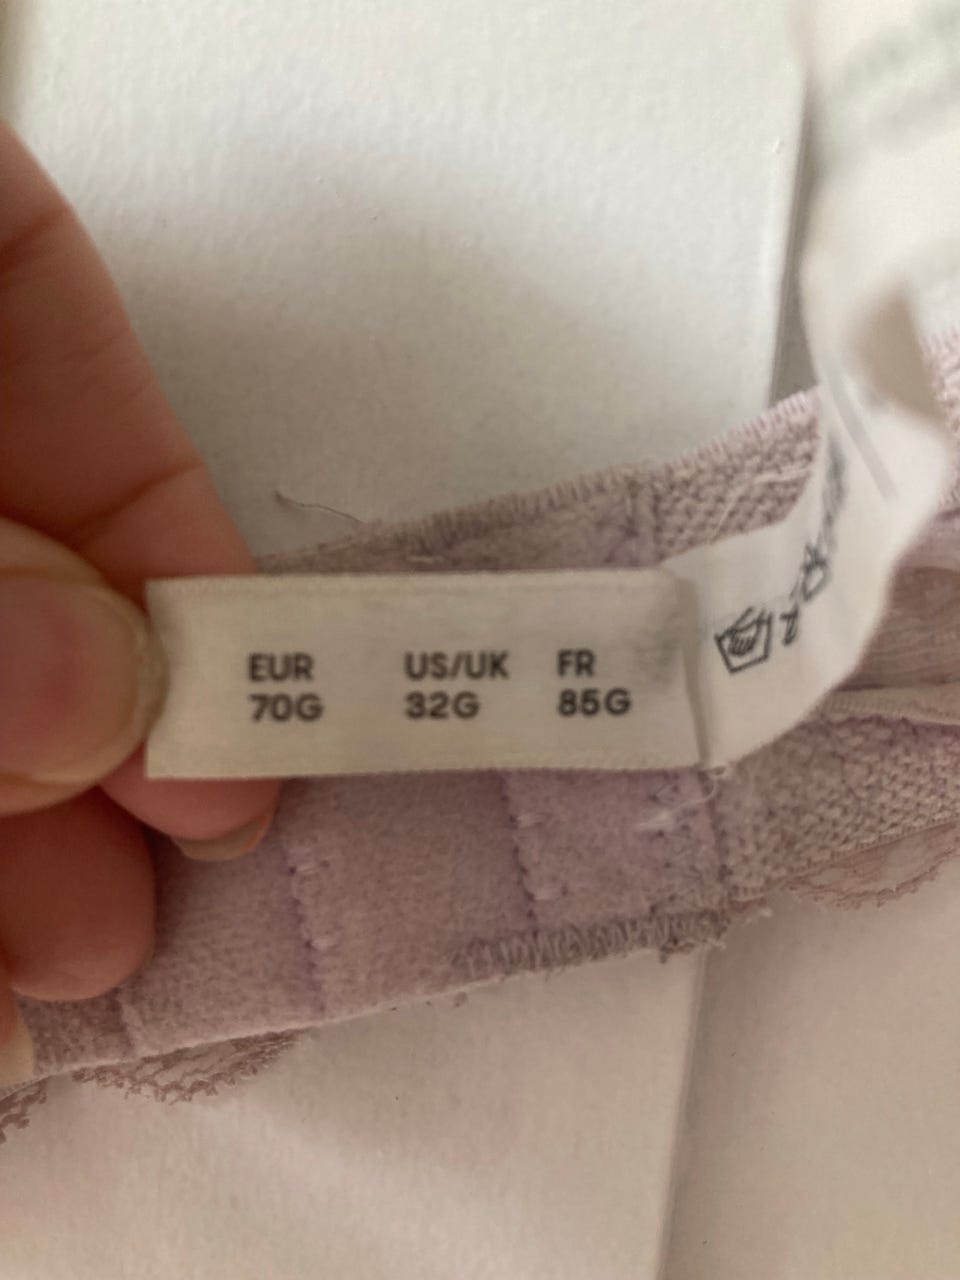 EUR US/UK FR
70G 32G 85G